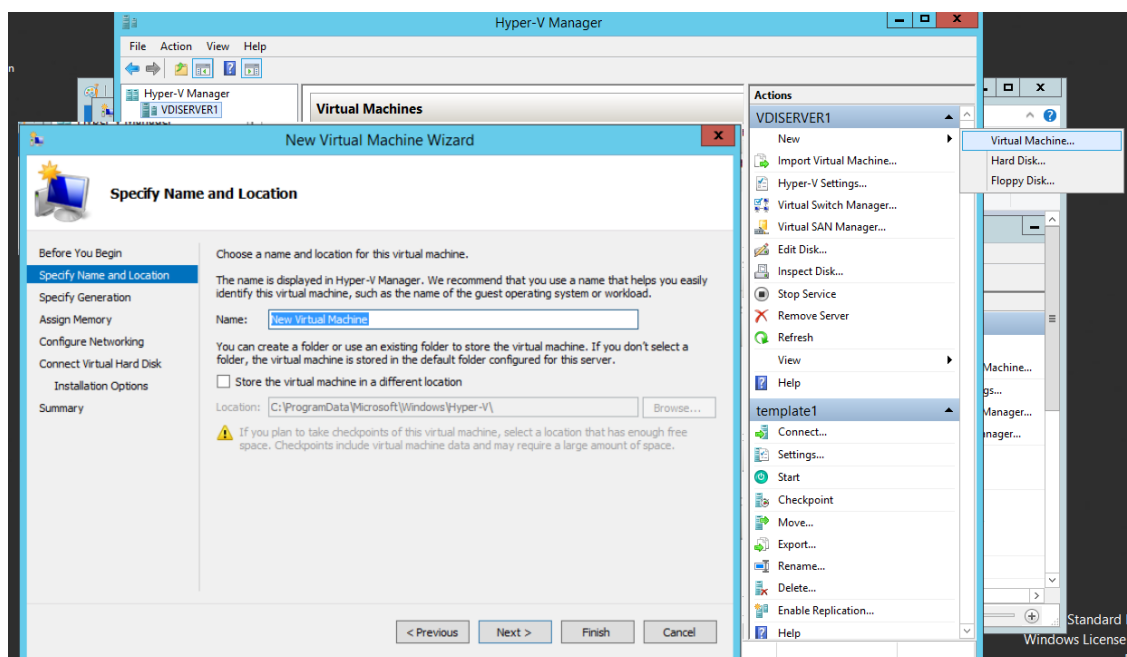 Hyper-V Manager
File Action View Help
Hyper-V Manager
VDISERVER1
Virtual Machines
Actions
VDISERVER1
New
Import Virtual Machine...
Hyper-V Settings...
Virtual Switch Manager...
Virtual SAN Manager...
Edit Disk...
Inspect Disk...
Stop Service
Remove Server
Refresh
View
Help
template1
Connect...
Settings...
Start
Checkpoint
Move...
Export...
Rename...
Delete...
Enable Replication...
Help
Virtual Machine...
Hard Disk...
Floppy Disk...
New Virtual Machine Wizard
Specify Name and Location
Before You Begin
Specify Name and Location
Specify Generation
Assign Memory
Configure Networking
Connect Virtual Hard Disk
Installation Options
Summary
Choose a name and location for this virtual machine.
The name is displayed in Hyper-V Manager. We recommend that you use a name that helps you easily
identify this virtual machine, such as the name of the guest operating system or workload.
Name: New Virtual Machine
You can create a folder or use an existing folder to store the virtual machine. If you don't select a
folder, the virtual machine is stored in the default folder configured for this server.
Store the virtual machine in a different location
Location: C:\ProgramData\Microsoft\Windows\Hyper-V\ Browse...
If you plan to take checkpoints of this virtual machine, select a location that has enough free
space. Checkpoints include virtual machine data and may require a large amount of space.
< Previous Next > Finish Cancel
Machine...
gs...
Manager...
nager...
Standard
Windows License